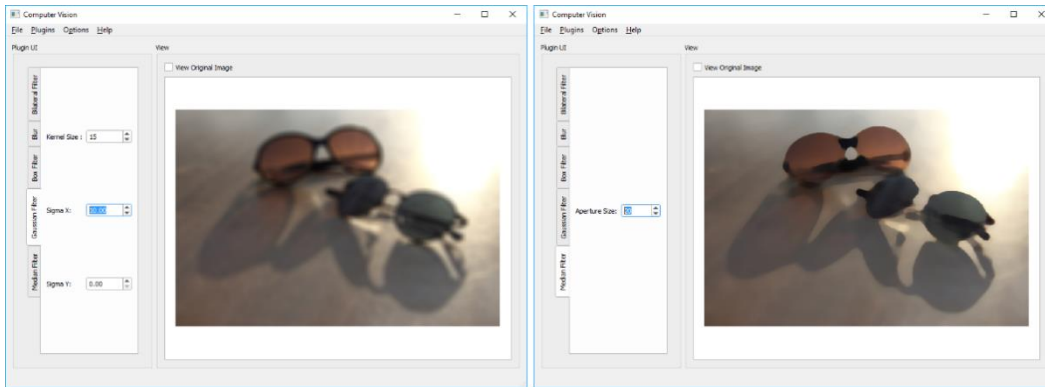 Computer Vision
File Plugins Options Help
Plugin UI
View
View Original Image
Bilateral Filter
Blur
Box Filter
Gaussian Filter
Median Filter
Kernel Size : 15
Sigma X:
Sigma Y: 0.00
Computer Vision
File Plugins Options Help
Plugin UI
View
View Original Image
Bilateral Filter
Blur
Box Filter
Gaussian Filter
Median Filter
Aperture Size: